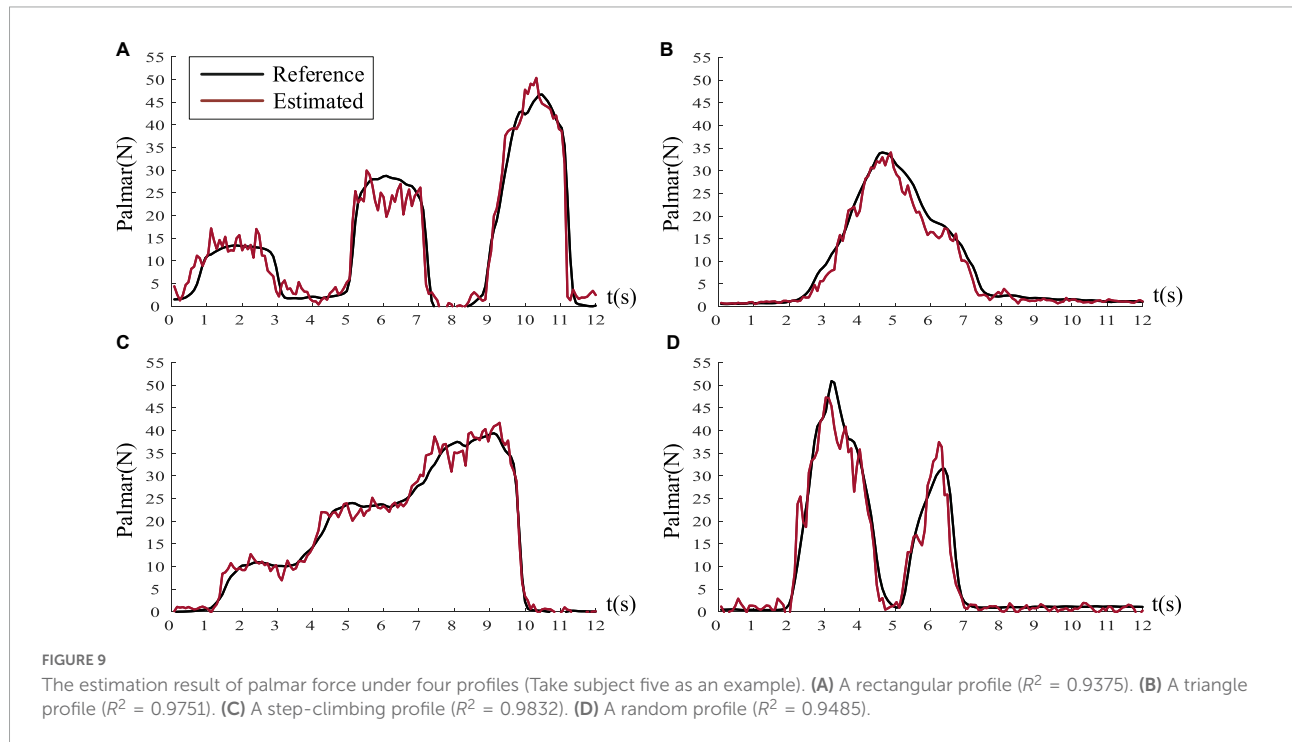 A
B
Reference
Estimated
55
50
45
40
35
30
25
20
15
10
5
0
Palmar(N)
0 1 2 3 4 5 6 7 8 9 10 11 12
t(s)
55
50
45
40
35
30
25
20
15
10
5
0
Palmar(N)
0 1 2 3 4 5 6 7 8 9 10 11 12
t(s)
C
D
55
50
45
40
35
30
25
20
15
10
5
0
Palmar(N)
0 1 2 3 4 5 6 7 8 9 10 11 12
t(s)
55
50
45
40
35
30
25
20
15
10
5
0
Palmar(N)
0 1 2 3 4 5 6 7 8 9 10 11 12
t(s)
FIGURE 9
The estimation result of palmar force under four profiles (Take subject five as an example). (A) A rectangular profile (R² = 0.9375). (B) A triangle
profile (R² = 0.9751). (C) A step-climbing profile (R² = 0.9832). (D) A random profile (R² = 0.9485).